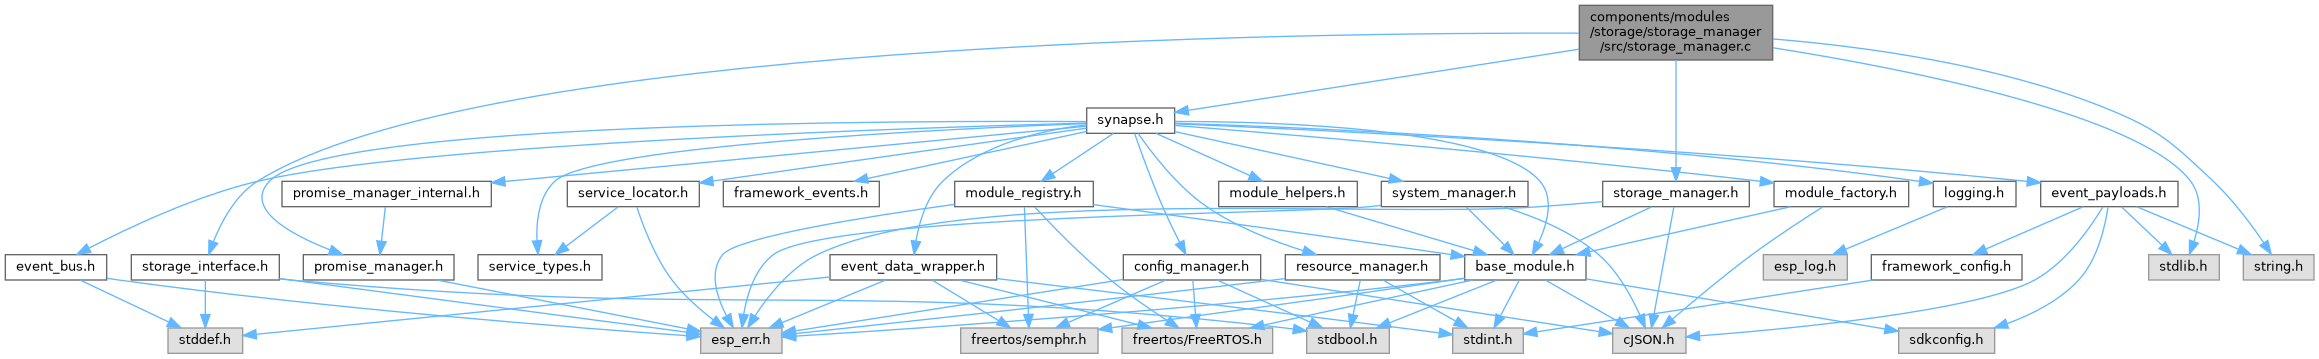 components/modules
/storage/storage_manager
/src/storage_manager.c
synapse.h
promise_manager_internal.h
service_locator.h
framework_events.h
module_registry.h
module_helpers.h
system_manager.h
storage_manager.h
module_factory.h
logging.h
event_payloads.h
event_bus.h
storage_interface.h
promise_manager.h
service_types.h
event_data_wrapper.h
config_manager.h
resource_manager.h
base_module.h
esp_log.h
framework_config.h
stdlib.h
string.h
stddef.h
esp_err.h
freertos/semphr.h
freertos/FreeRTOS.h
stdbool.h
stdint.h
cJSON.h
sdkconfig.h